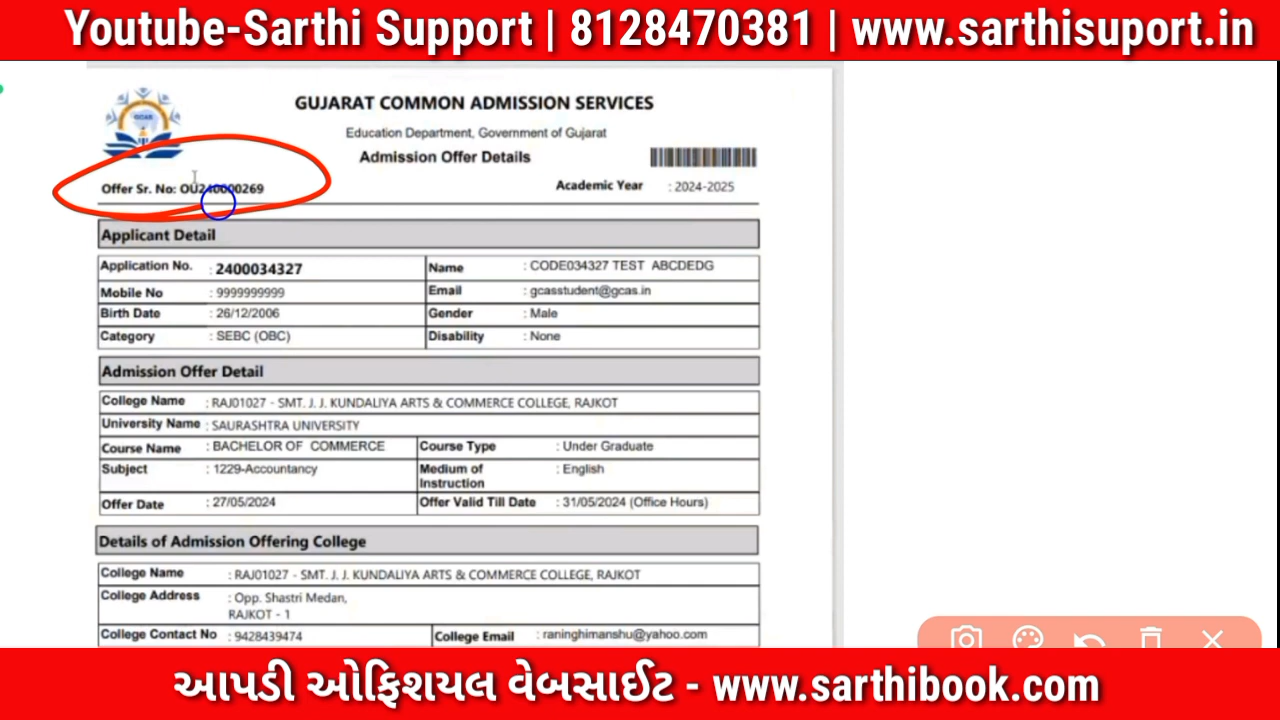 Youtube-Sarthi Support | 8128470381 | www.sarthisuport.in
GCAS
GUJARAT COMMON ADMISSION SERVICES
Education Department, Government of Gujarat
Admission Offer Details
Offer Sr. No: OU240000269
Academic Year : 2024-2025
Applicant Detail
Application No. : 2400034327 Name : CODE034327 TEST ABCDEDG
Mobile No : 9999999999 Email : gcasstudent@gcas.in
Birth Date : 26/12/2006 Gender : Male
Category : SEBC (OBC) Disability : None
Admission Offer Detail
College Name : RAJ01027 - SMT. J. J. KUNDALIYA ARTS & COMMERCE COLLEGE, RAJKOT
University Name : SAURASHTRA UNIVERSITY
Course Name : BACHELOR OF COMMERCE Course Type : Under Graduate
Subject : 1229-Accountancy Medium of : English
Instruction
Offer Date : 27/05/2024 Offer Valid Till Date : 31/05/2024 (Office Hours)
Details of Admission Offering College
College Name : RAJ01027 - SMT. J. J. KUNDALIYA ARTS & COMMERCE COLLEGE, RAJKOT
College Address : Opp. Shastri Medan,
RAJKOT - 1
College Contact No : 9428439474 College Email : raninghimanshu@yahoo.com
આપડી ઓફિશયલ વેબસાઈટ - www.sarthibook.com